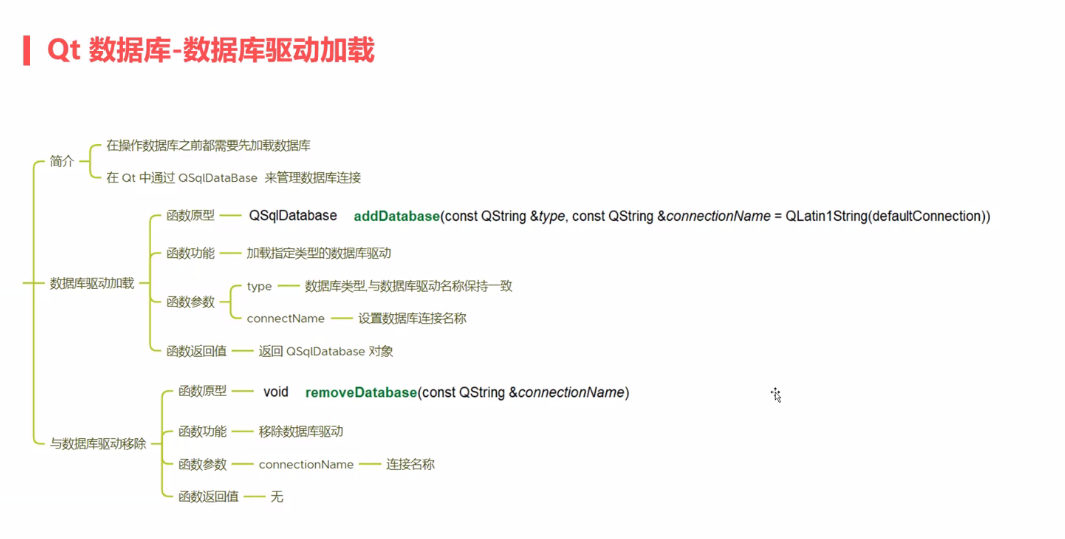 Qt 数据库-数据库驱动加载
简介
在操作数据库之前都需要先加载数据库
在 Qt 中通过 QSqlDataBase 来管理数据库连接
数据库驱动加载
函数原型 QSqlDatabase addDatabase(const QString &type, const QString &connectionName = QLatin1String(defaultConnection))
函数功能 加载指定类型的数据库驱动
函数参数
type 数据库类型,与数据库驱动名称保持一致
connectName 设置数据库连接名称
函数返回值 返回 QSqlDatabase 对象
与数据库驱动移除
函数原型 void removeDatabase(const QString &connectionName)
函数功能 移除数据库驱动
函数参数 connectionName 连接名称
函数返回值 无